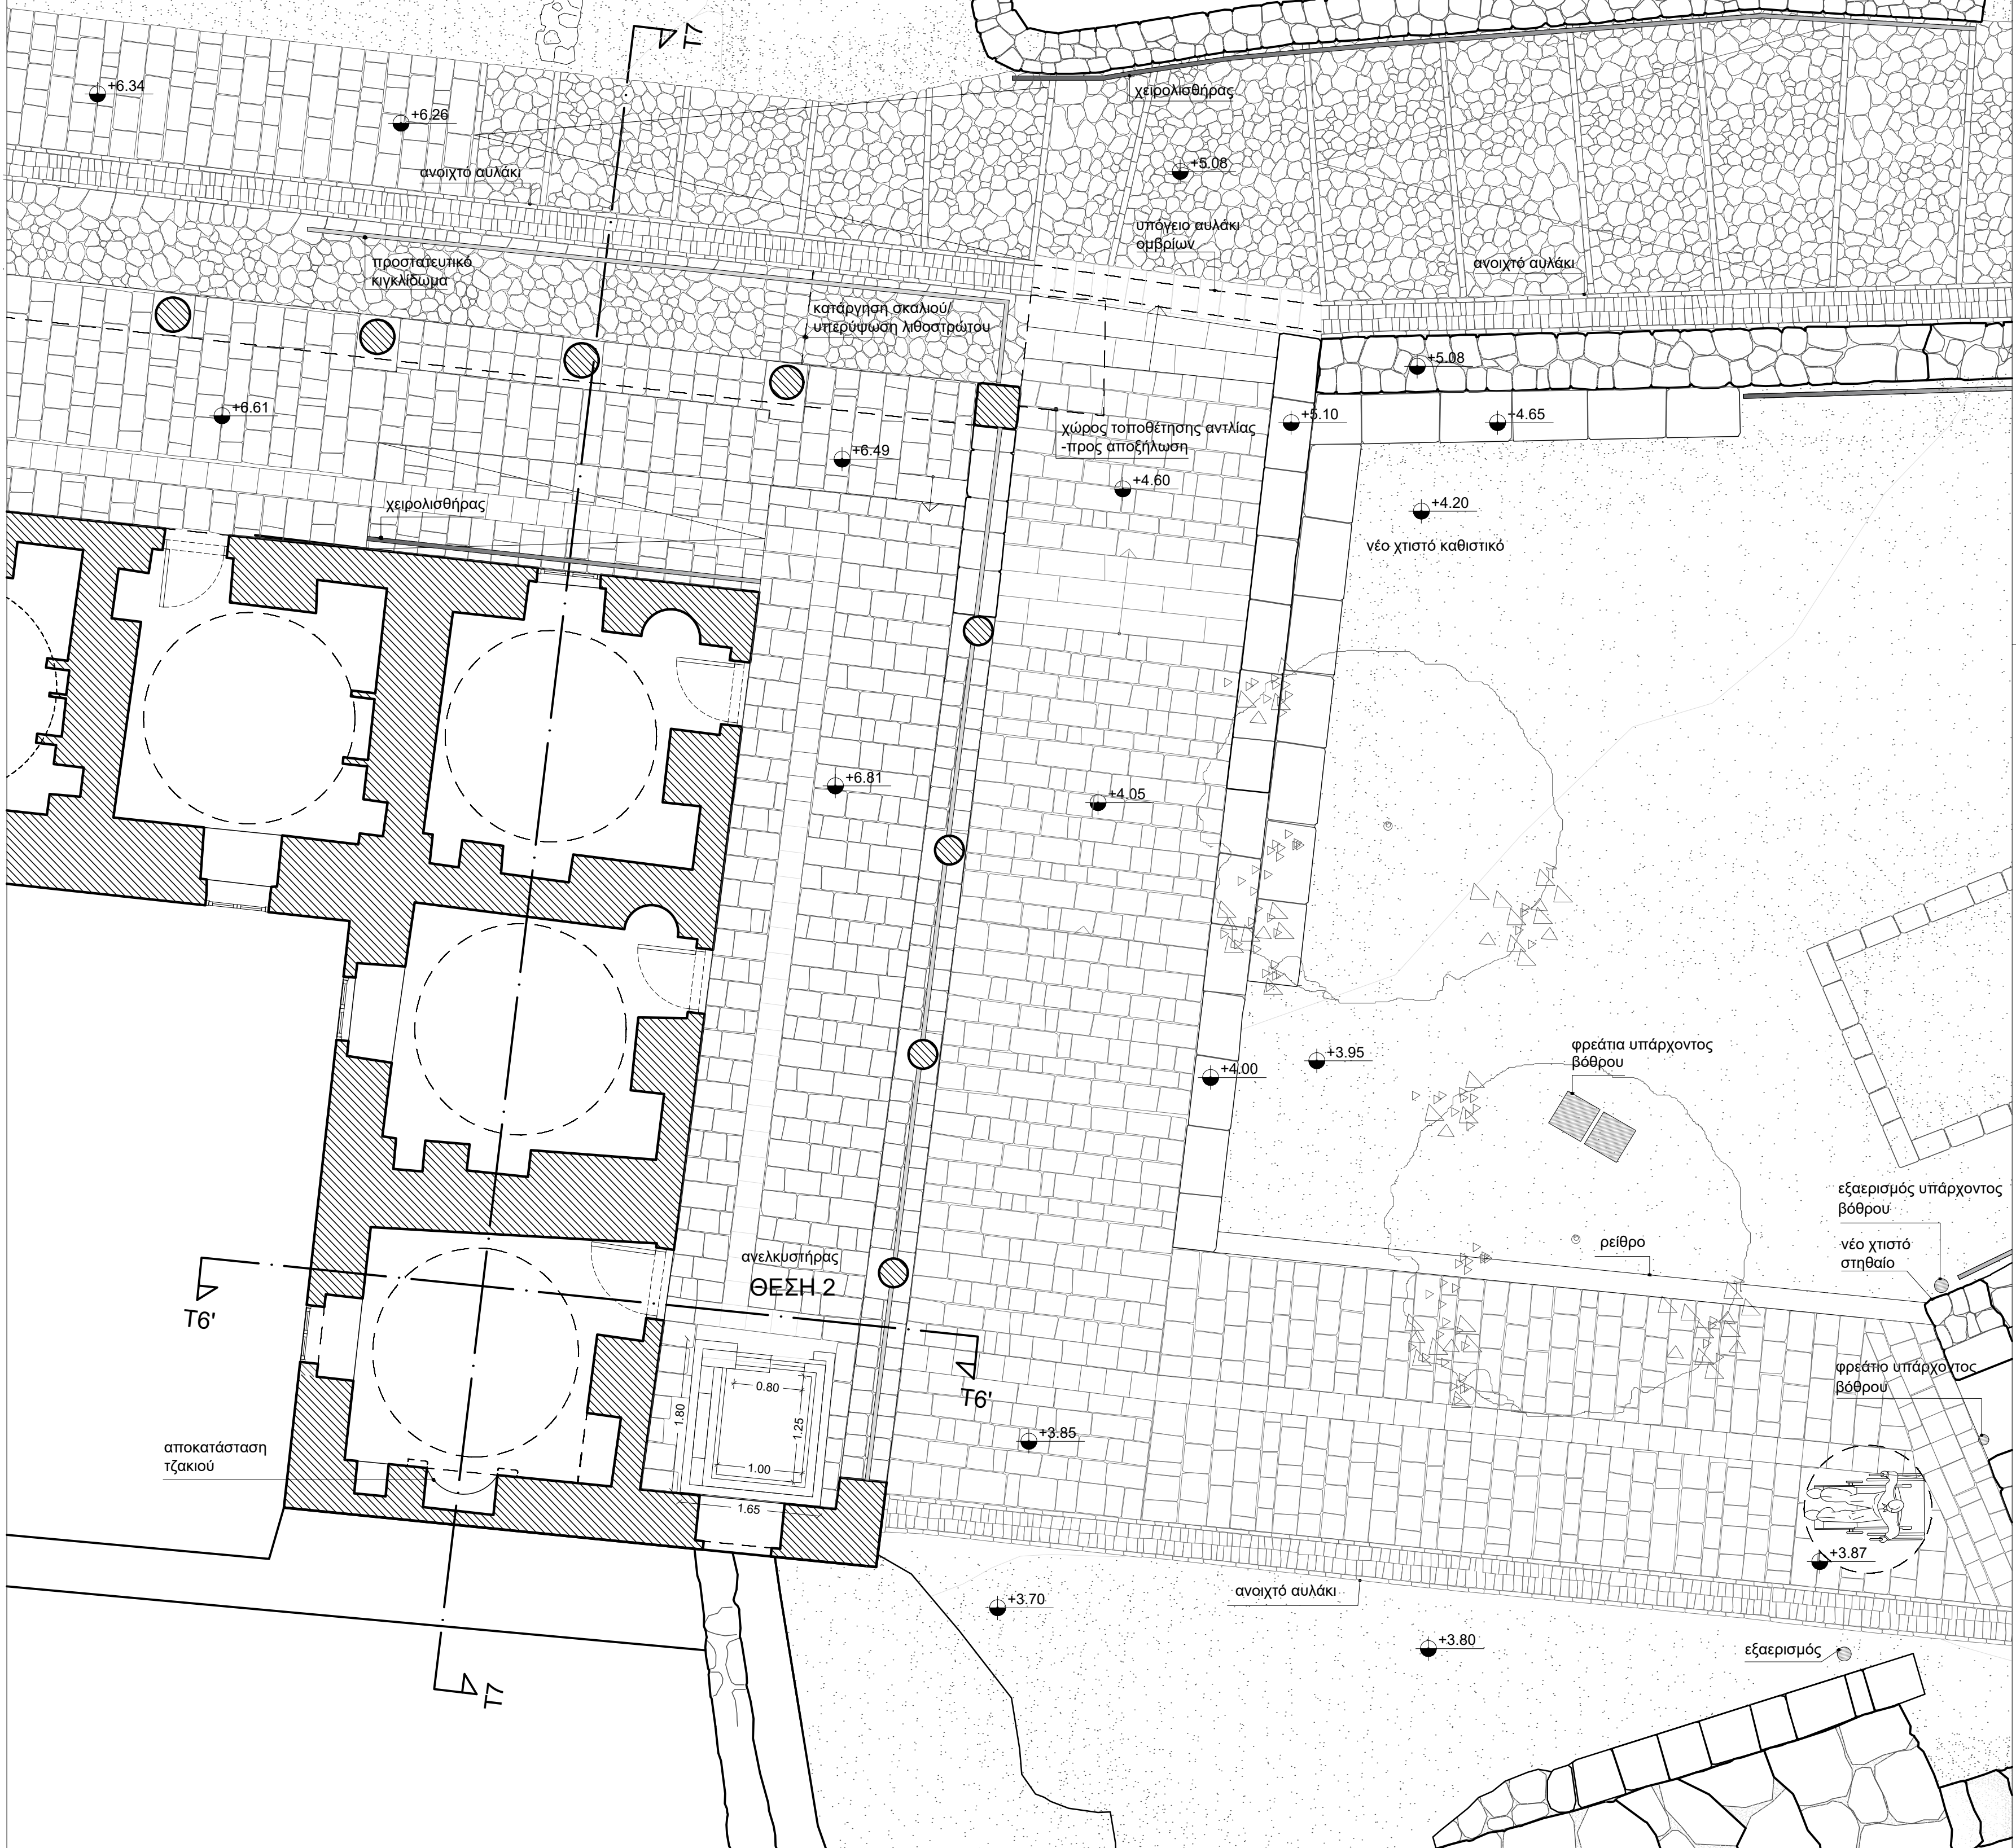 T7
+6.34
+6.26
χειρολισθήρας
ανοιχτό αυλάκι
+5.08
υπόγειο αυλάκι
ομβρίων
προστατευτικό
κιγκλίδωμα
ανοιχτό αυλάκι
κατάργηση σκαλιού/
υπερύψωση λιθοστρώτου
+5.08
+6.61
+5.10
+4.65
χώρος τοποθέτησης αντλίας
-προς αποξήλωση
+6.49
+4.60
χειρολισθήρας
+4.20
νέο χτιστό καθιστικό
+6.81
+4.05
φρεάτια υπάρχοντος
βόθρου
+3.95
+4.00
εξαερισμός υπάρχοντος
βόθρου
ρείθρο
νέο χτιστό
στηθαίο
ανελκυστήρας
ΘΕΣΗ 2
T6'
T6'
φρεάτιο υπάρχοντος
βόθρου
0.80
1.80
1.25
1.00
1.65
+3.85
αποκατάσταση
τζακιού
+3.87
ανοιχτό αυλάκι
+3.70
+3.80
εξαερισμός
T7